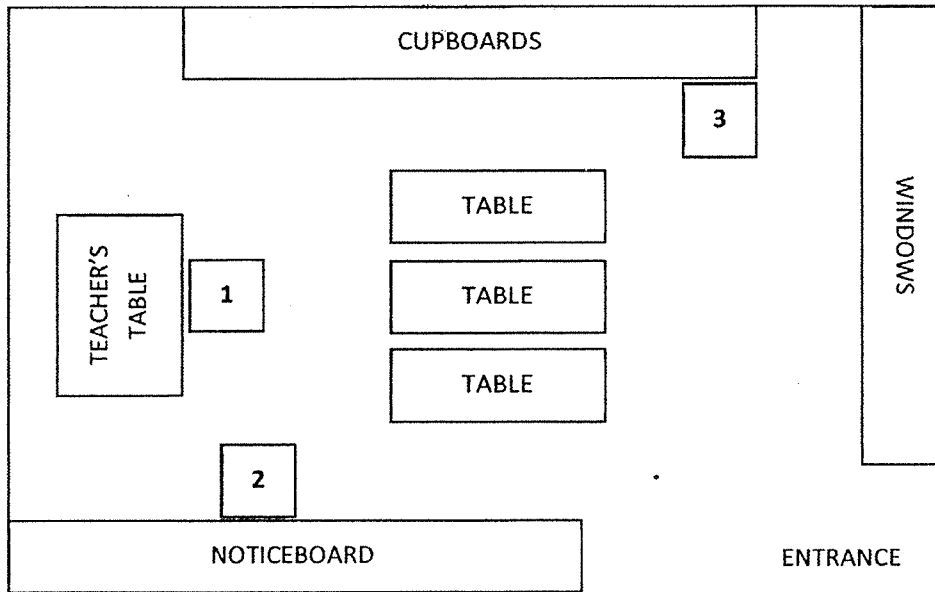 CUPBOARDS
3
TABLE
WINDOWS
TEACHER'S
TABLE
1
TABLE
TABLE
2
NOTICEBOARD
ENTRANCE